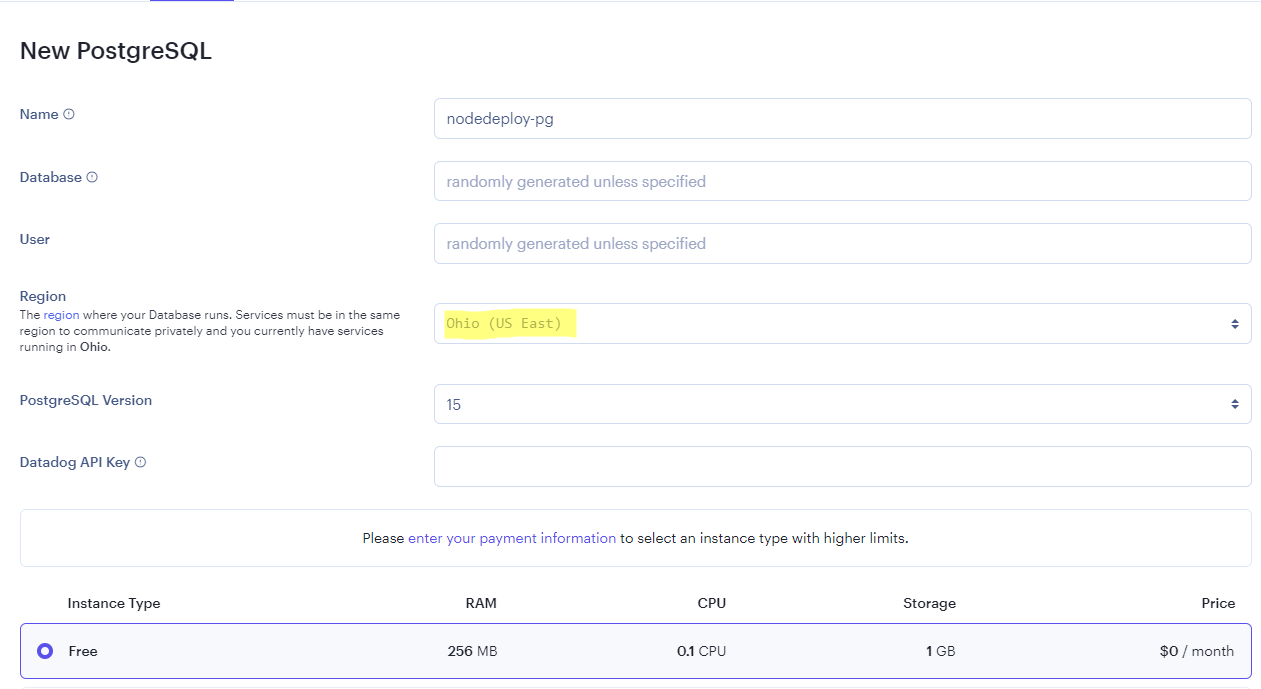 New PostgreSQL
Name
nodedeploy-pg
Database
randomly generated unless specified
User
randomly generated unless specified
Region
The region where your Database runs. Services must be in the same
region to communicate privately and you currently have services
running in Ohio.
Ohio (US East)
PostgreSQL Version
15
Datadog API Key
Please enter your payment information to select an instance type with higher limits.
Instance Type RAM CPU Storage Price
Free 256 MB 0.1 CPU 1 GB $0 / month